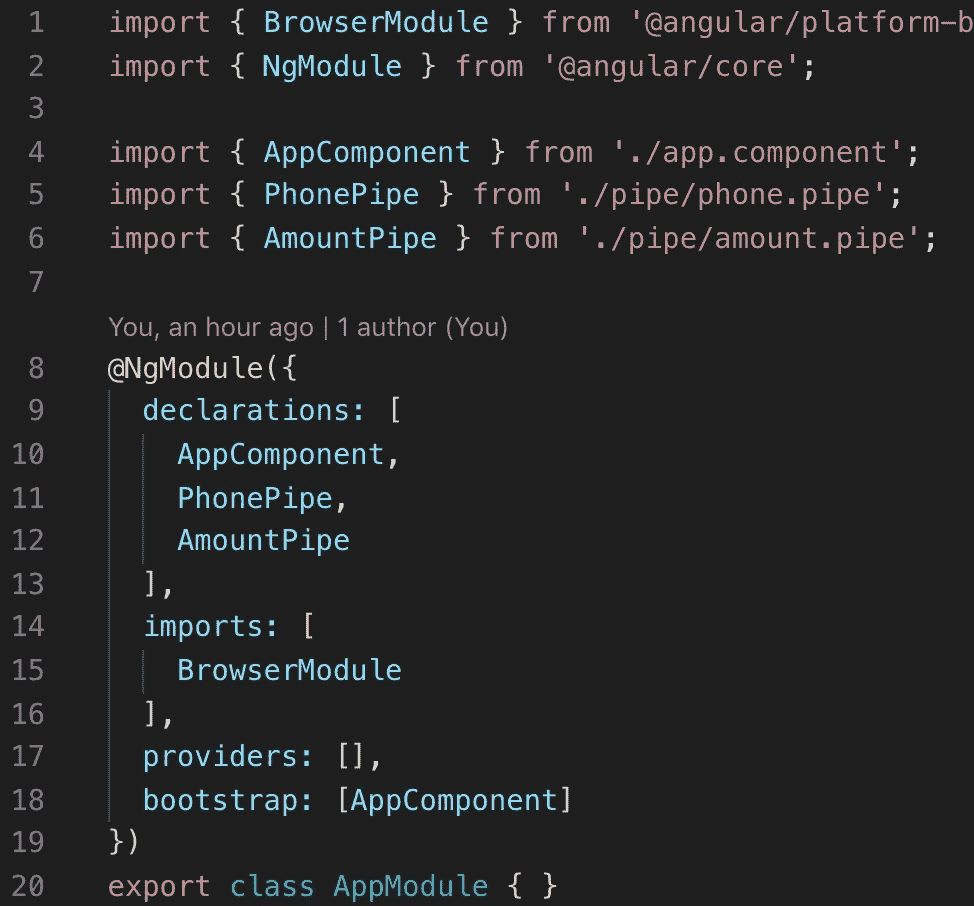 1 import { BrowserModule } from '@angular/platform-b
2 import { NgModule } from '@angular/core';
3
4 import { AppComponent } from './app.component';
5 import { PhonePipe } from './pipe/phone.pipe';
6 import { AmountPipe } from './pipe/amount.pipe';
7
You, an hour ago | 1 author (You)
8 @NgModule({
9 declarations: [
10 AppComponent,
11 PhonePipe,
12 AmountPipe
13 ],
14 imports: [
15 BrowserModule
16 ],
17 providers: [],
18 bootstrap: [AppComponent]
19 })
20 export class AppModule { }